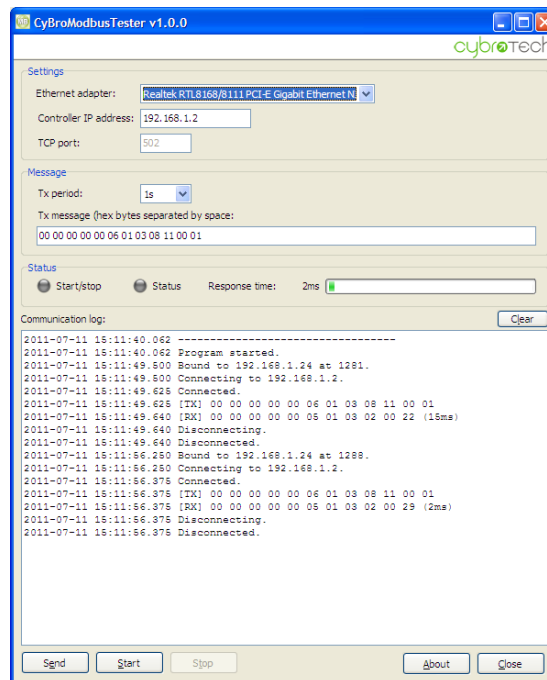 CyBroModbusTester v1.0.0
cybrotech
Settings
Ethernet adapter: Realtek RTL8168/8111 PCI-E Gigabit Ethernet N
Controller IP address: 192.168.1.2
TCP port: 502
Message
Tx period: 1s
Tx message (hex bytes separated by space:
00 00 00 00 00 06 01 03 08 11 00 01
Status
Start/stop Status Response time: 2ms
Communication log: Clear
2011-07-11 15:11:40.062 ----------------------------------
2011-07-11 15:11:40.062 Program started.
2011-07-11 15:11:49.500 Bound to 192.168.1.24 at 1281.
2011-07-11 15:11:49.500 Connecting to 192.168.1.2.
2011-07-11 15:11:49.625 Connected.
2011-07-11 15:11:49.625 [TX] 00 00 00 00 00 06 01 03 08 11 00 01
2011-07-11 15:11:49.640 [RX] 00 00 00 00 00 05 01 03 02 00 22 (15ms)
2011-07-11 15:11:49.640 Disconnecting.
2011-07-11 15:11:49.640 Disconnected.
2011-07-11 15:11:56.250 Bound to 192.168.1.24 at 1288.
2011-07-11 15:11:56.250 Connecting to 192.168.1.2.
2011-07-11 15:11:56.375 Connected.
2011-07-11 15:11:56.375 [TX] 00 00 00 00 00 06 01 03 08 11 00 01
2011-07-11 15:11:56.375 [RX] 00 00 00 00 00 05 01 03 02 00 29 (2ms)
2011-07-11 15:11:56.375 Disconnecting.
2011-07-11 15:11:56.375 Disconnected.
Send Start Stop About Close